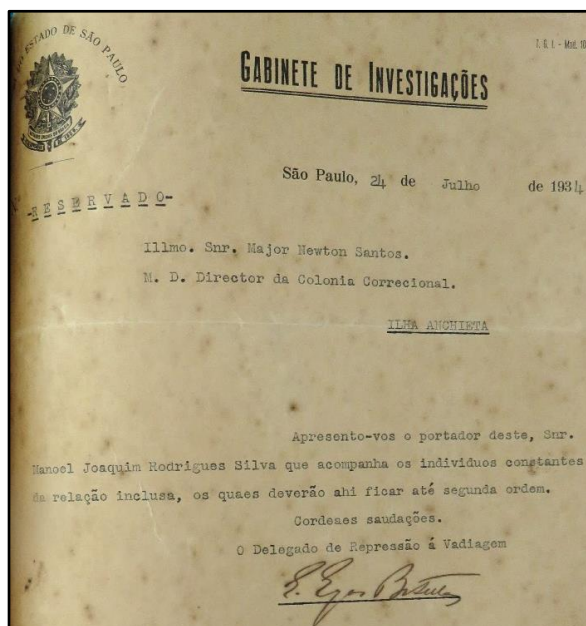 ESTADO DE SÃO PAULO
GABINETE DE INVESTIGAÇÕES
São Paulo, 24 de Julho de 1934
-RESERVADO-
Illmo. Snr. Major Newton Santos.
M. D. Director da Colonia Correcional.
ILHA ANCHIETA
Apresento-vos o portador deste, Snr.
Manoel Joaquim Rodrigues Silva que acompanha os individuos constantes
da relação inclusa, os quaes deverão ahi ficar até segunda ordem.
Cordeaes saudações.
O Delegado de Repressão á Vadiagem